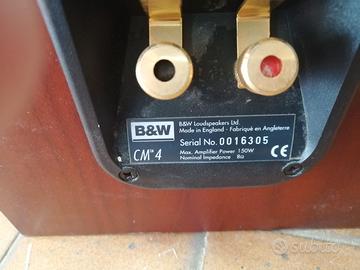 B&W
B&W Loudspeakers Ltd.
Made in England - Fabriqué en Angleterre
CM™4
Serial No. 0016305
Max. Amplifier Power 150W
Nominal Impedance 8Ω
CE
subito